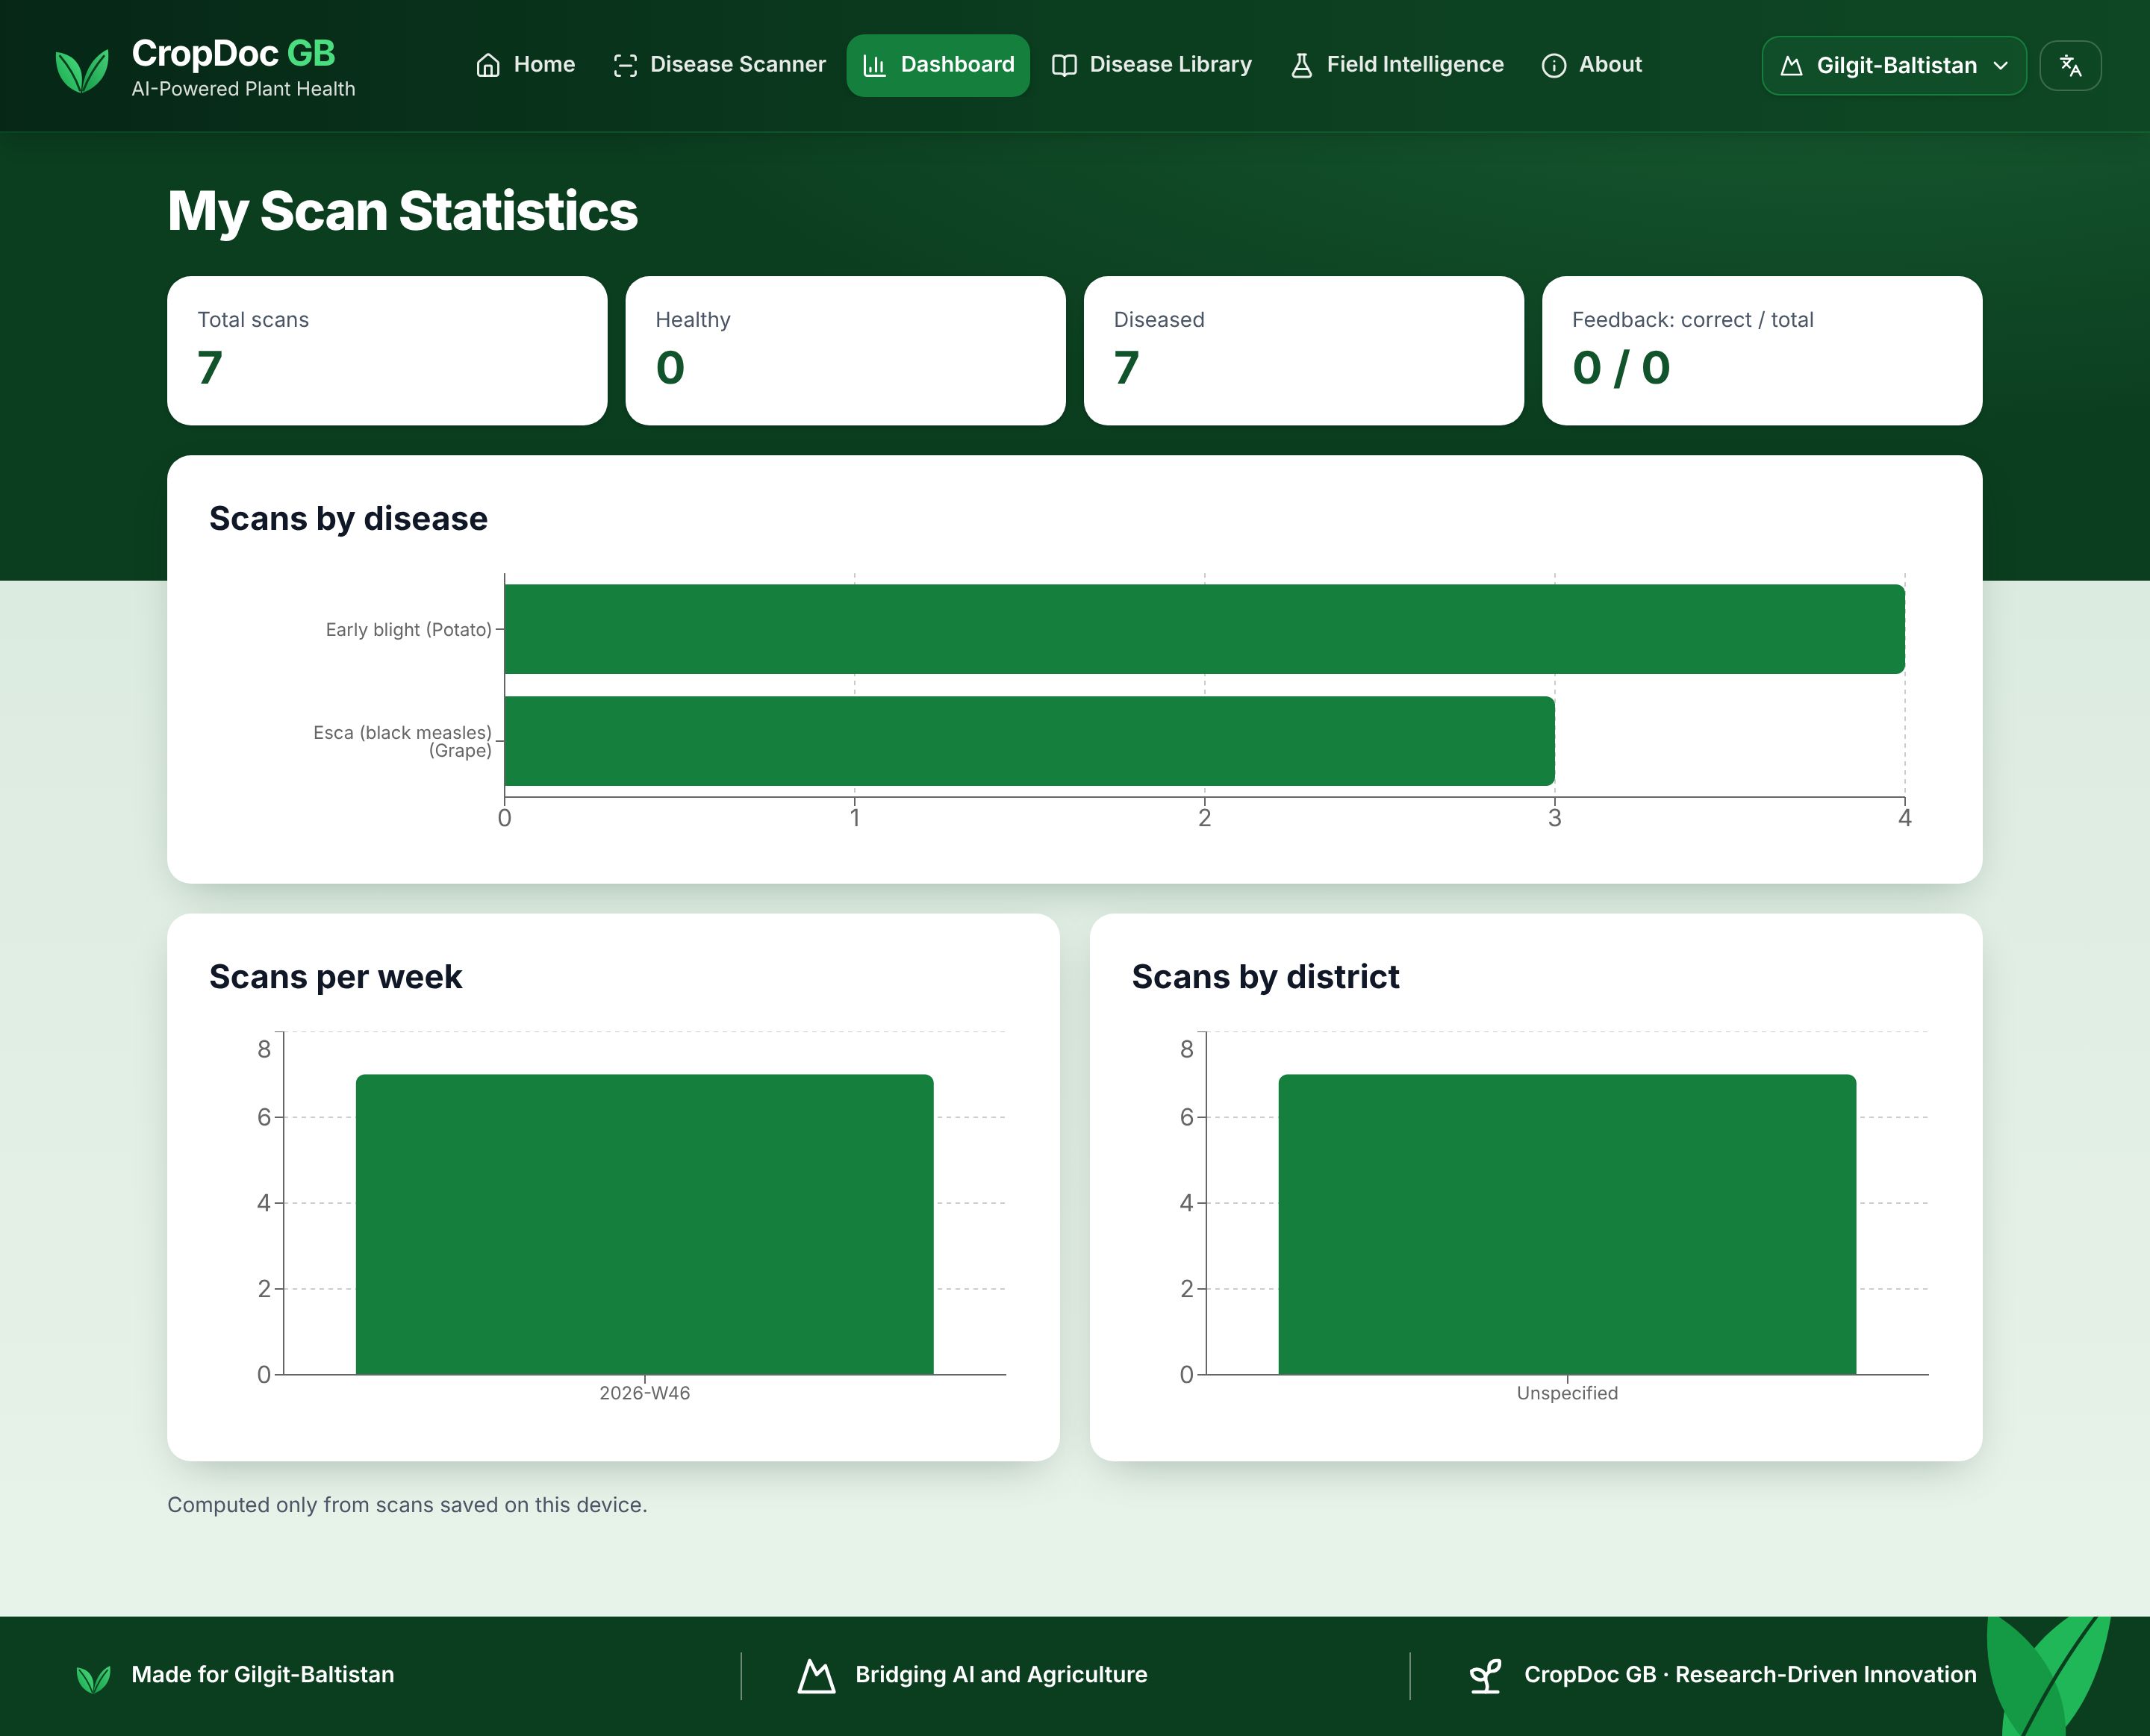 CropDoc GB
AI-Powered Plant Health
Home
Disease Scanner
Dashboard
Disease Library
Field Intelligence
About
Gilgit-Baltistan
My Scan Statistics
Total scans
7
Healthy
0
Diseased
7
Feedback: correct / total
0 / 0
Scans by disease
Early blight (Potato)
Esca (black measles)
(Grape)
0 1 2 3 4
Scans per week
8
6
4
2
0
2026-W46
Scans by district
8
6
4
2
0
Unspecified
Computed only from scans saved on this device.
Made for Gilgit-Baltistan
Bridging AI and Agriculture
CropDoc GB · Research-Driven Innovation